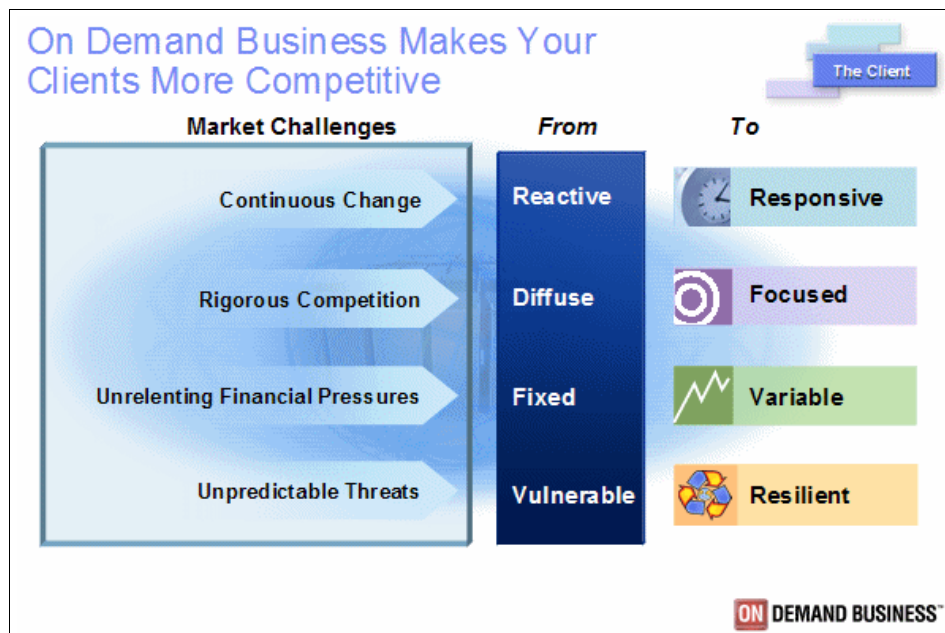 On Demand Business Makes Your
Clients More Competitive
The Client
Market Challenges
From
To
Continuous Change
Reactive
Responsive
Rigorous Competition
Diffuse
Focused
Unrelenting Financial Pressures
Fixed
Variable
Unpredictable Threats
Vulnerable
Resilient
ON DEMAND BUSINESS™